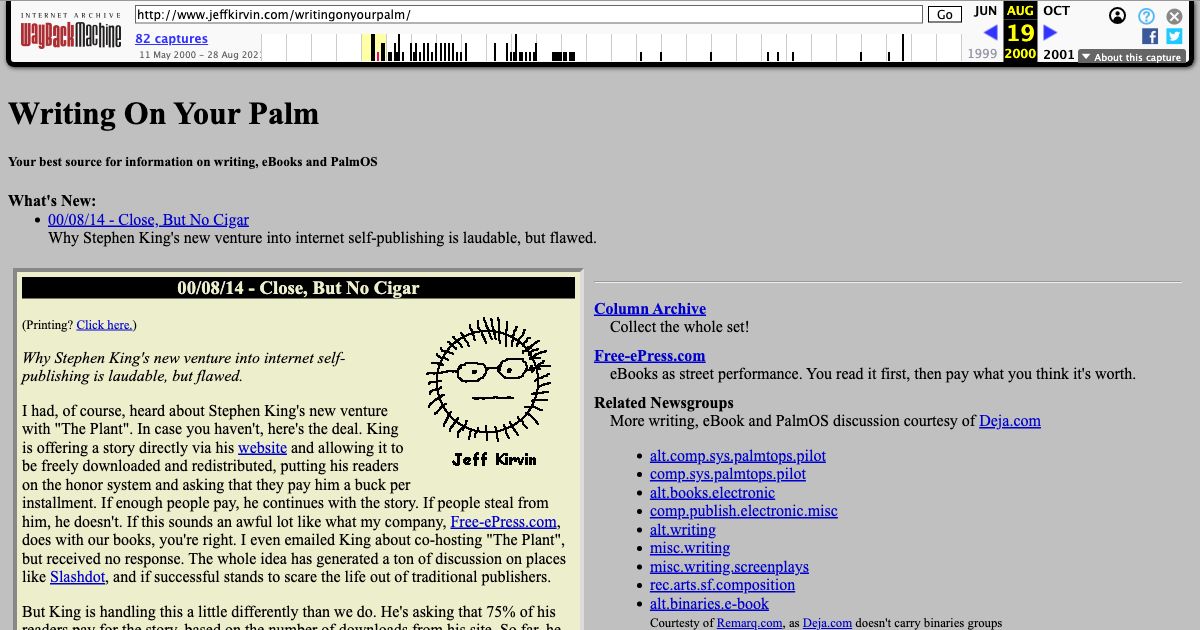 INTERNET ARCHIVE
WayBackMachine
http://www.jeffkirvin.com/writingonyourpalm/
Go
82 captures
11 May 2000 – 28 Aug 2021
JUN AUG OCT
19
1999 2000 2001
About this capture
Writing On Your Palm
Your best source for information on writing, eBooks and PalmOS
What's New:
00/08/14 - Close, But No Cigar
Why Stephen King's new venture into internet self-publishing is laudable, but flawed.
00/08/14 - Close, But No Cigar
(Printing? Click here.)
Why Stephen King's new venture into internet self-
publishing is laudable, but flawed.
Jeff Kirvin
I had, of course, heard about Stephen King's new venture
with "The Plant". In case you haven't, here's the deal. King
is offering a story directly via his website and allowing it to
be freely downloaded and redistributed, putting his readers
on the honor system and asking that they pay him a buck per
installment. If enough people pay, he continues with the story. If people steal from
him, he doesn't. If this sounds an awful lot like what my company, Free-ePress.com,
does with our books, you're right. I even emailed King about co-hosting "The Plant",
but received no response. The whole idea has generated a ton of discussion on places
like Slashdot, and if successful stands to scare the life out of traditional publishers.
But King is handling this a little differently than we do. He's asking that 75% of his
readers pay for the story, based on the number of downloads from his site. So far, he
Column Archive
Collect the whole set!
Free-ePress.com
eBooks as street performance. You read it first, then pay what you think it's worth.
Related Newsgroups
More writing, eBook and PalmOS discussion courtesy of Deja.com
alt.comp.sys.palmtops.pilot
comp.sys.palmtops.pilot
alt.books.electronic
comp.publish.electronic.misc
alt.writing
misc.writing
misc.writing.screenplays
rec.arts.sf.composition
alt.binaries.e-book
Courtesy of Remarq.com, as Deja.com doesn't carry binaries groups